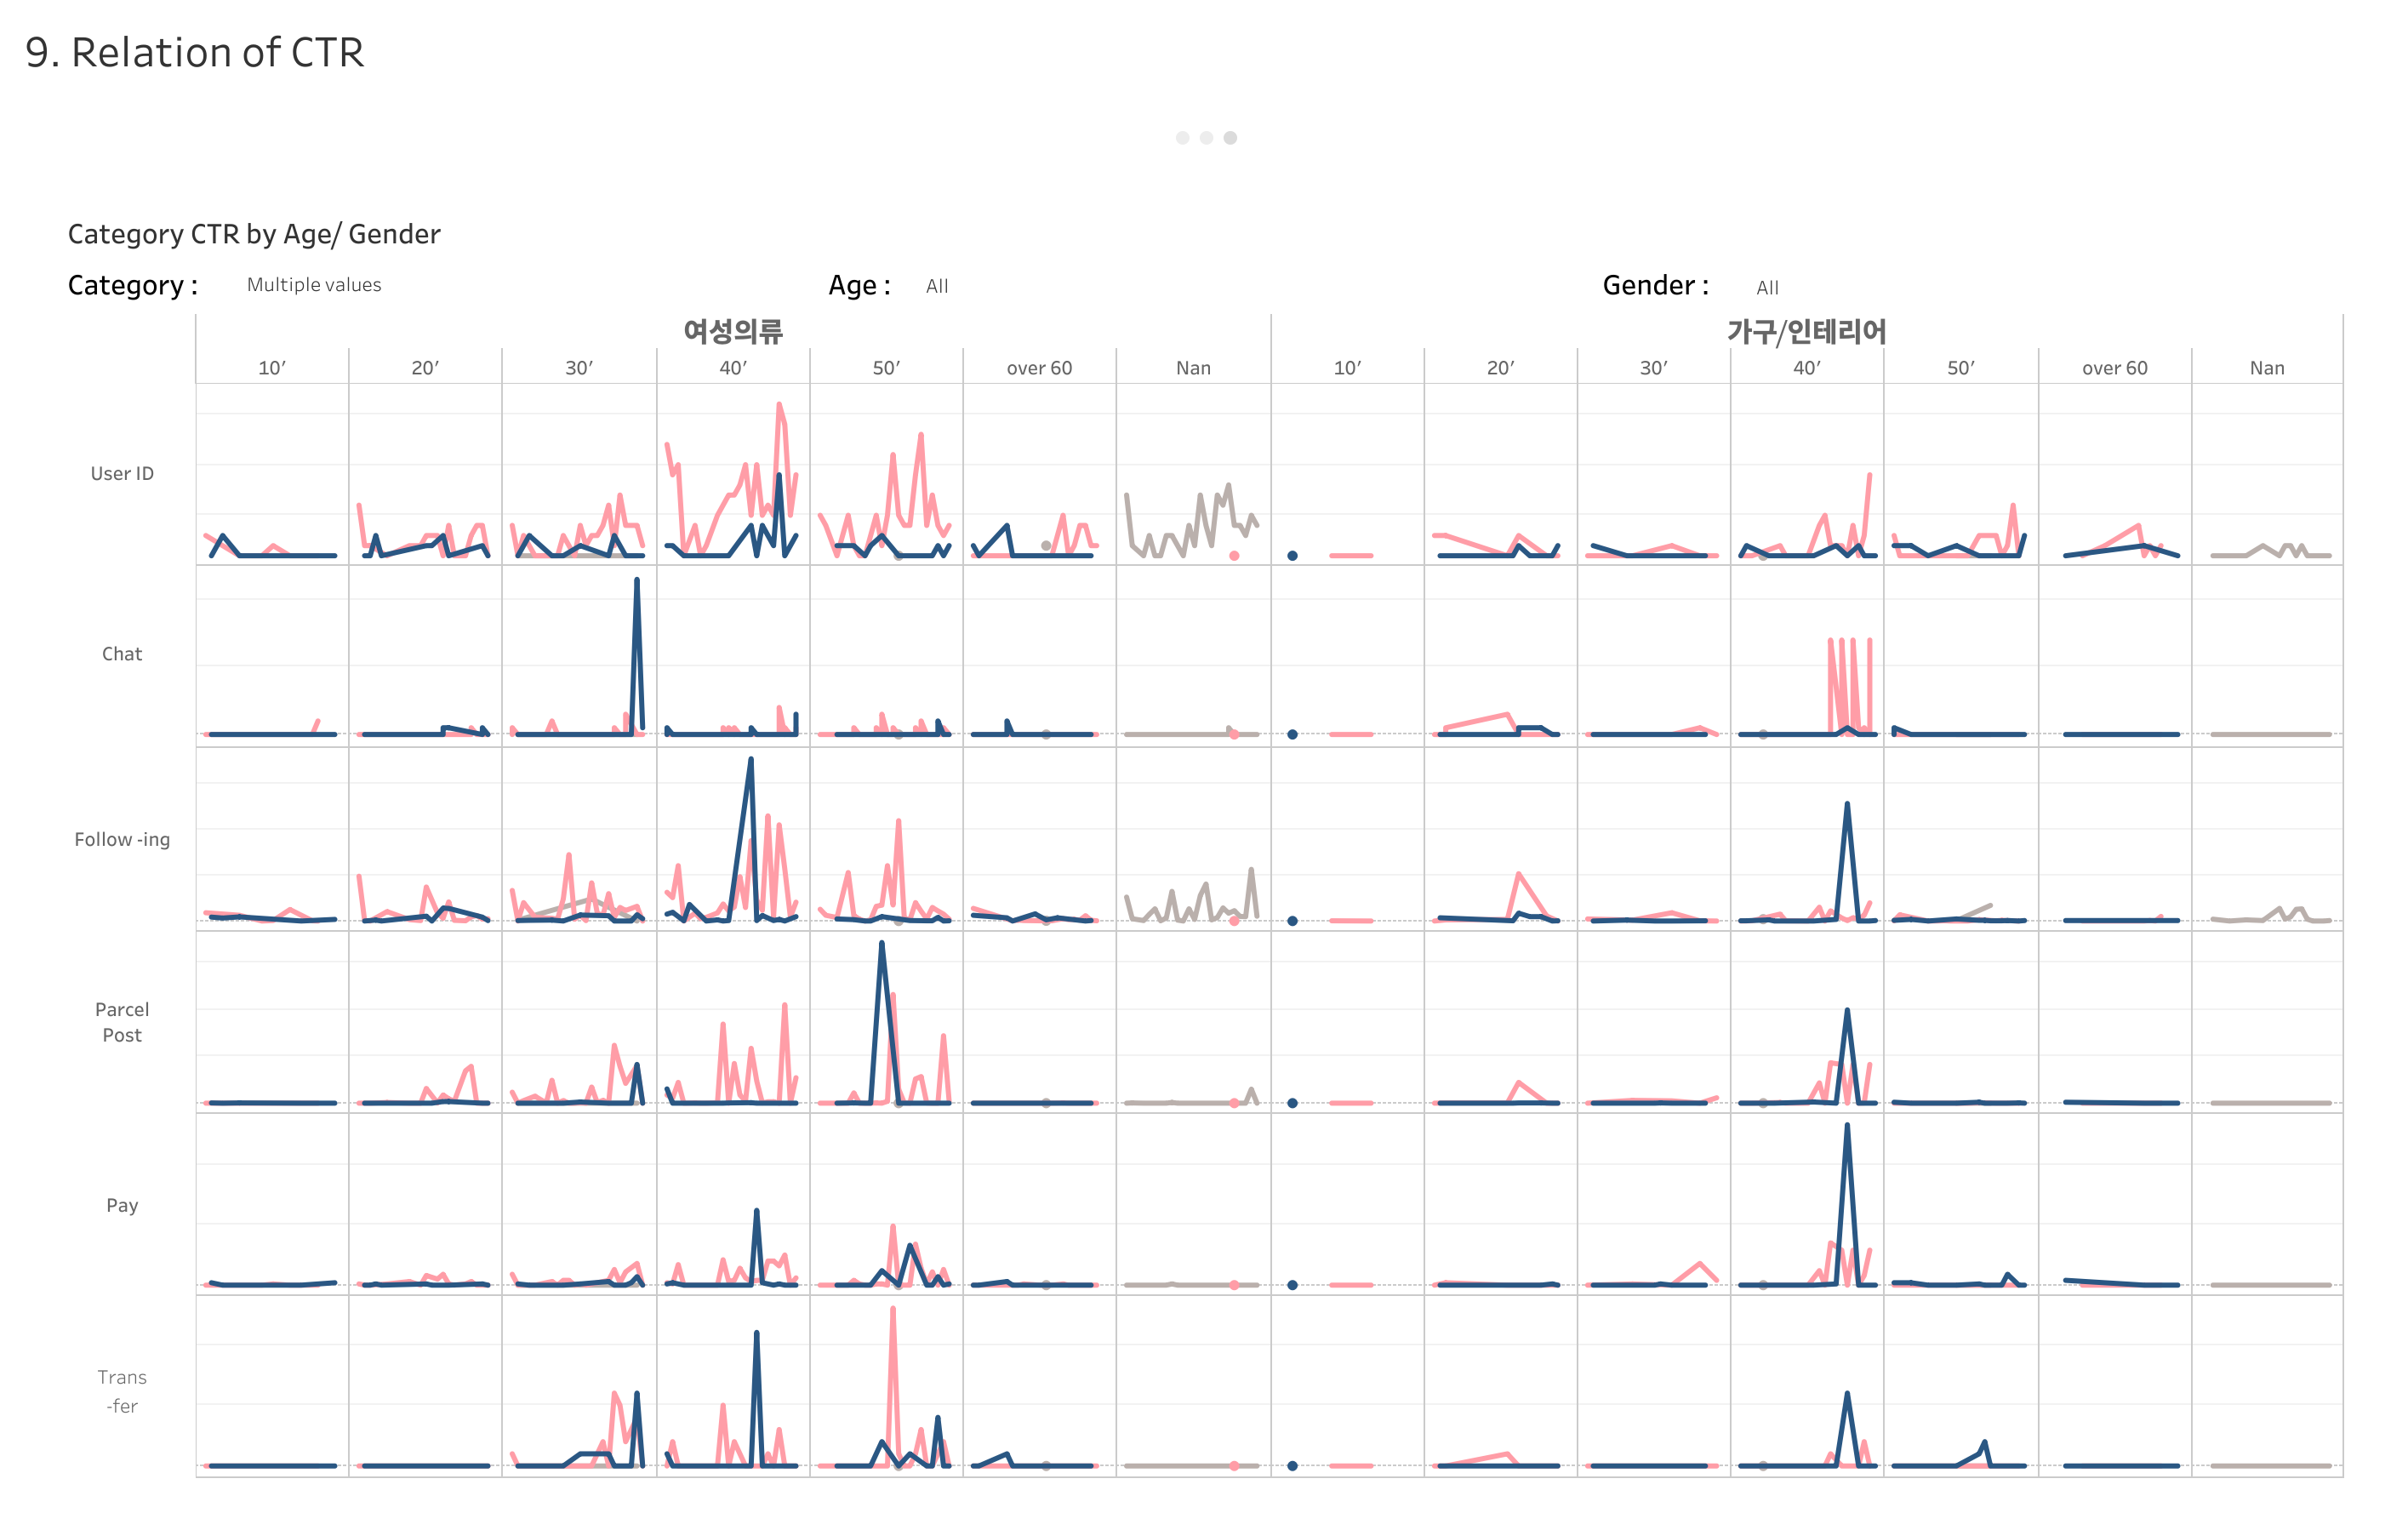 9. Relation of CTR
Category CTR by Age/ Gender
Category : Multiple values Age : All Gender : All
여성의류 가구/인테리어
10′ 20′ 30′ 40′ 50′ over 60 Nan 10′ 20′ 30′ 40′ 50′ over 60 Nan
User ID
Chat
Follow -ing
Parcel
Post
Pay
Trans
-fer